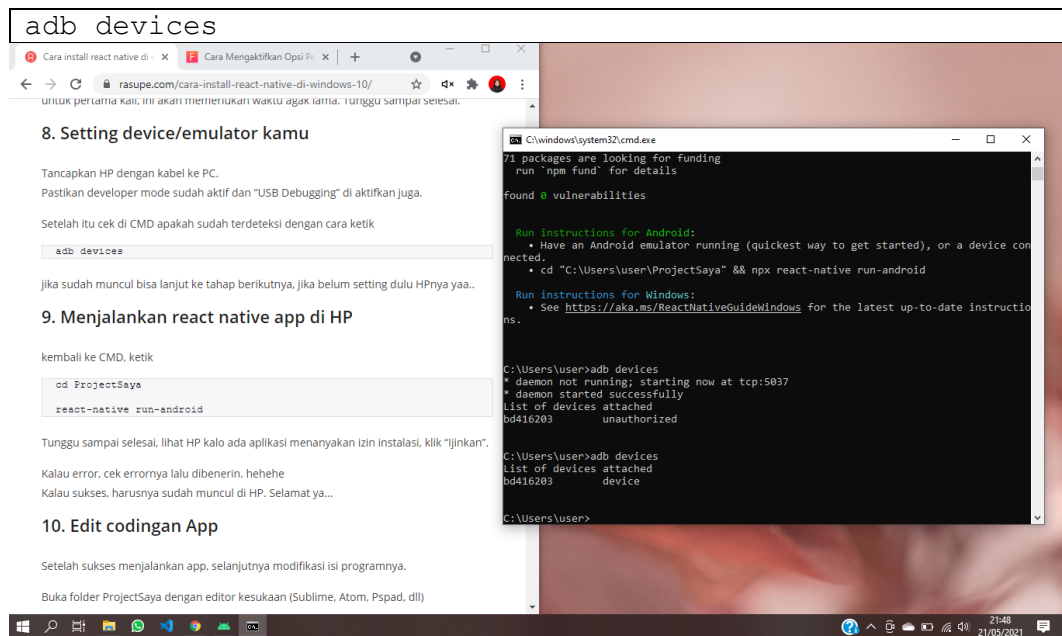 adb devices
Cara install react native di
Cara Mengaktifkan Opsi Pe
rasupe.com/cara-install-react-native-di-windows-10/
untuk pertama kali, ini akan memerlukan waktu agak lama. Tunggu sampai selesai.
8. Setting device/emulator kamu
Tancapkan HP dengan kabel ke PC.
Pastikan developer mode sudah aktif dan “USB Debugging” di aktifkan juga.
Setelah itu cek di CMD apakah sudah terdeteksi dengan cara ketik
adb devices
jika sudah muncul bisa lanjut ke tahap berikutnya, jika belum setting dulu HPnya yaa..
9. Menjalankan react native app di HP
kembali ke CMD, ketik
cd ProjectSaya
react-native run-android
Tunggu sampai selesai, lihat HP kalo ada aplikasi menanyakan izin instalasi, klik “Ijinkan”.
Kalau error, cek errornya lalu dibenerin. hehehe
Kalau sukses, harusnya sudah muncul di HP. Selamat ya...
10. Edit codingan App
Setelah sukses menjalankan app, selanjutnya modifikasi isi programnya.
Buka folder ProjectSaya dengan editor kesukaan (Sublime, Atom, Pspad, dll)
C:\windows\system32\cmd.exe
71 packages are looking for funding
run `npm fund` for details
found 0 vulnerabilities
Run instructions for Android:
• Have an Android emulator running (quickest way to get started), or a device con
nected.
• cd "C:\Users\user\ProjectSaya" && npx react-native run-android
Run instructions for Windows:
• See https://aka.ms/ReactNativeGuideWindows for the latest up-to-date instructio
ns.
C:\Users\user>adb devices
* daemon not running; starting now at tcp:5037
* daemon started successfully
List of devices attached
bd416203 unauthorized
C:\Users\user>adb devices
List of devices attached
bd416203 device
C:\Users\user>
21:48
21/05/2021